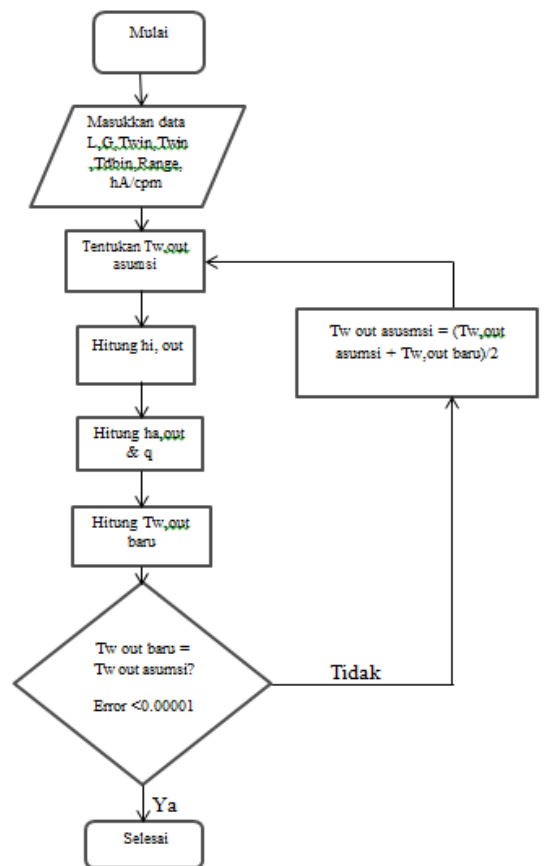 Mulai
Masukkan data
L,G,Twin,Twin
,Tdbin,Range,
hA/cpm
Tentukan Tw,out
asumsi
Hitung hi, out
Hitung ha,out
& q
Hitung Tw,out
baru
Tw out asusmsi = (Tw,out
asumsi + Tw,out baru)/2
Tw out baru =
Tw out asumsi?
Error <0.00001
Tidak
Ya
Selesai